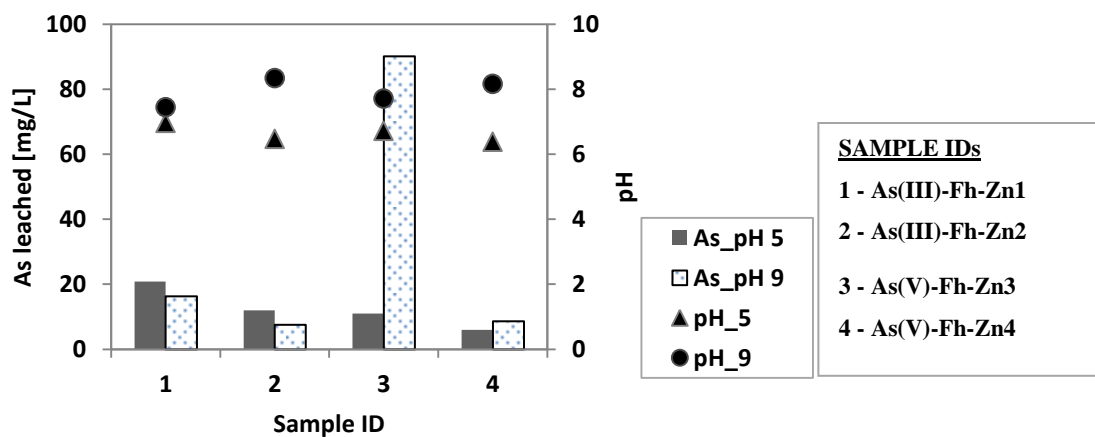 100
80
60
40
20
0
As leached [mg/L]
10
8
6
4
2
0
pH
1 2 3 4
Sample ID
As_pH 5
As_pH 9
pH_5
pH_9
SAMPLE IDs
1 - As(III)-Fh-Zn1
2 - As(III)-Fh-Zn2
3 - As(V)-Fh-Zn3
4 - As(V)-Fh-Zn4